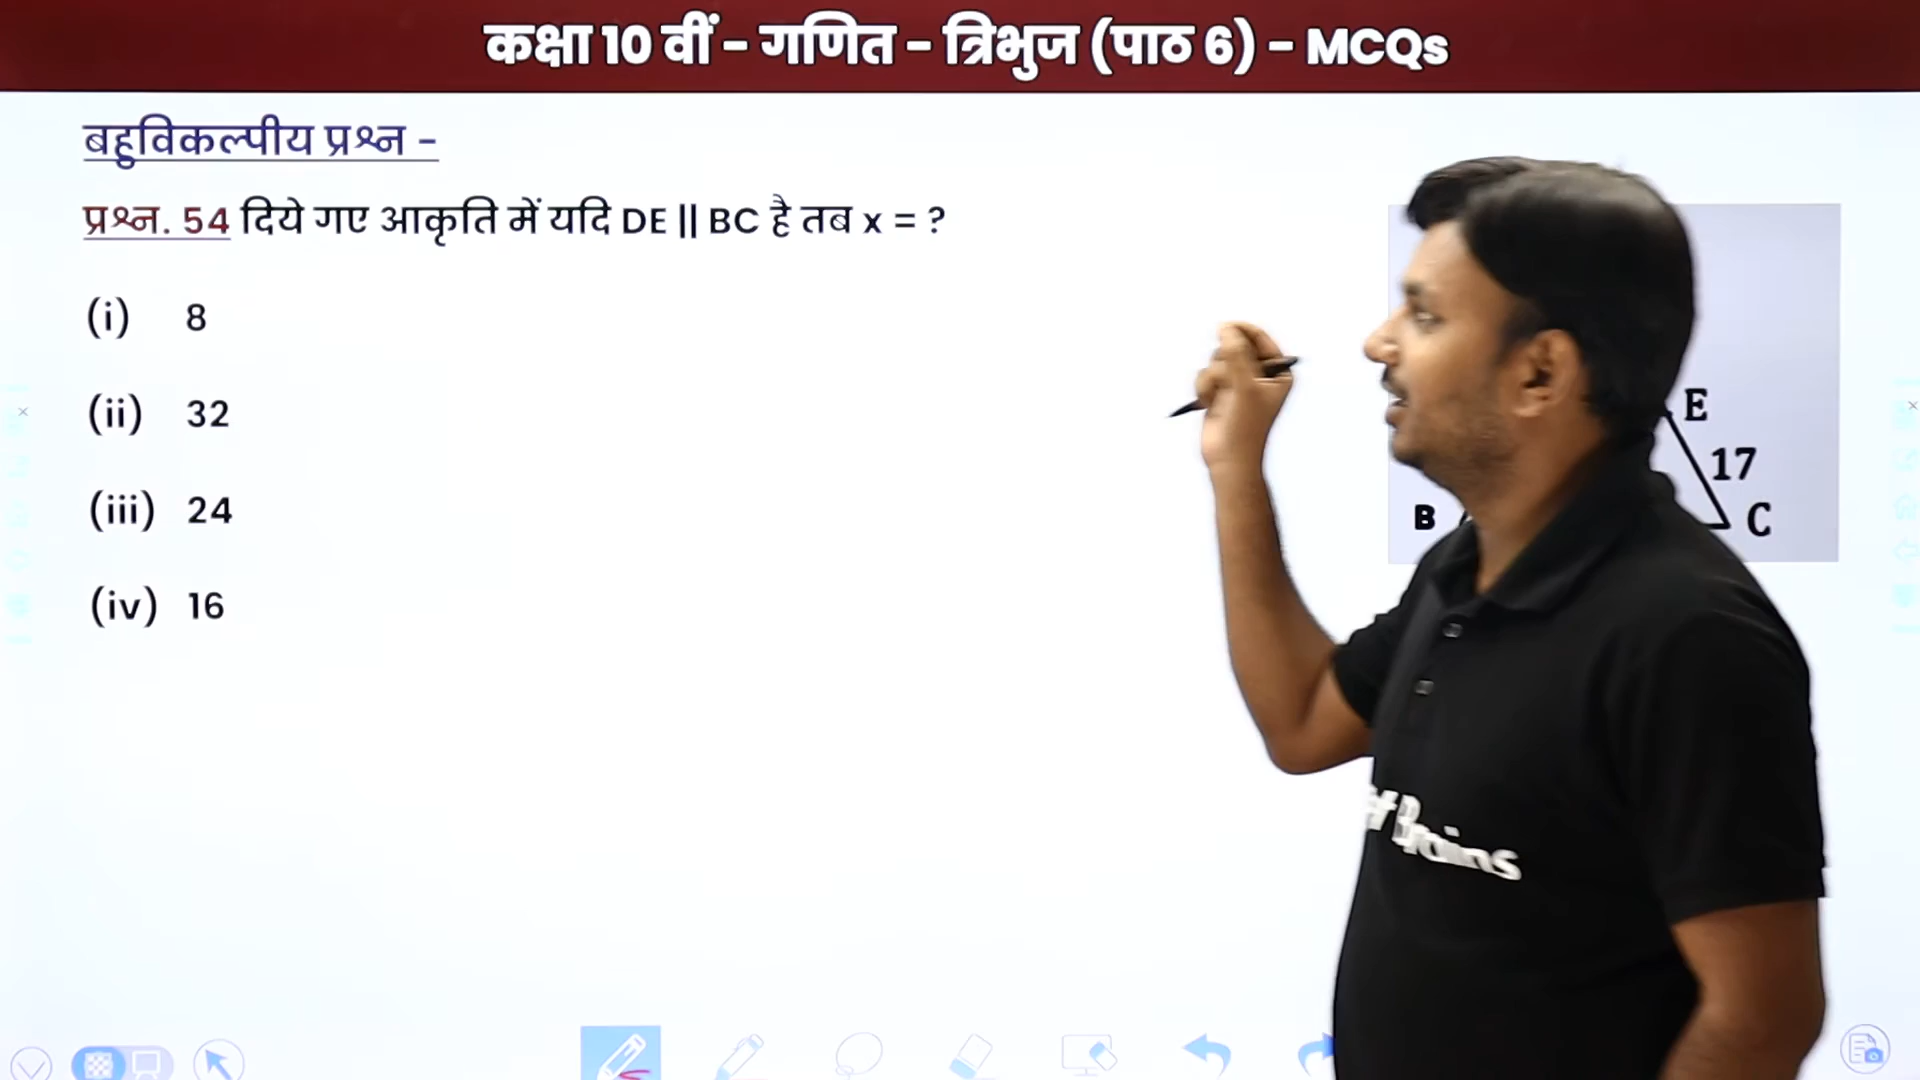 कक्षा 10 वीं - गणित - त्रिभुज (पाठ 6) - MCQs
बहुविकल्पीय प्रश्न -
प्रश्न. 54 दिये गए आकृति में यदि DE || BC है तब x = ?
(i) 8
(ii) 32
(iii) 24
(iv) 16
E
17
B
C
Brains